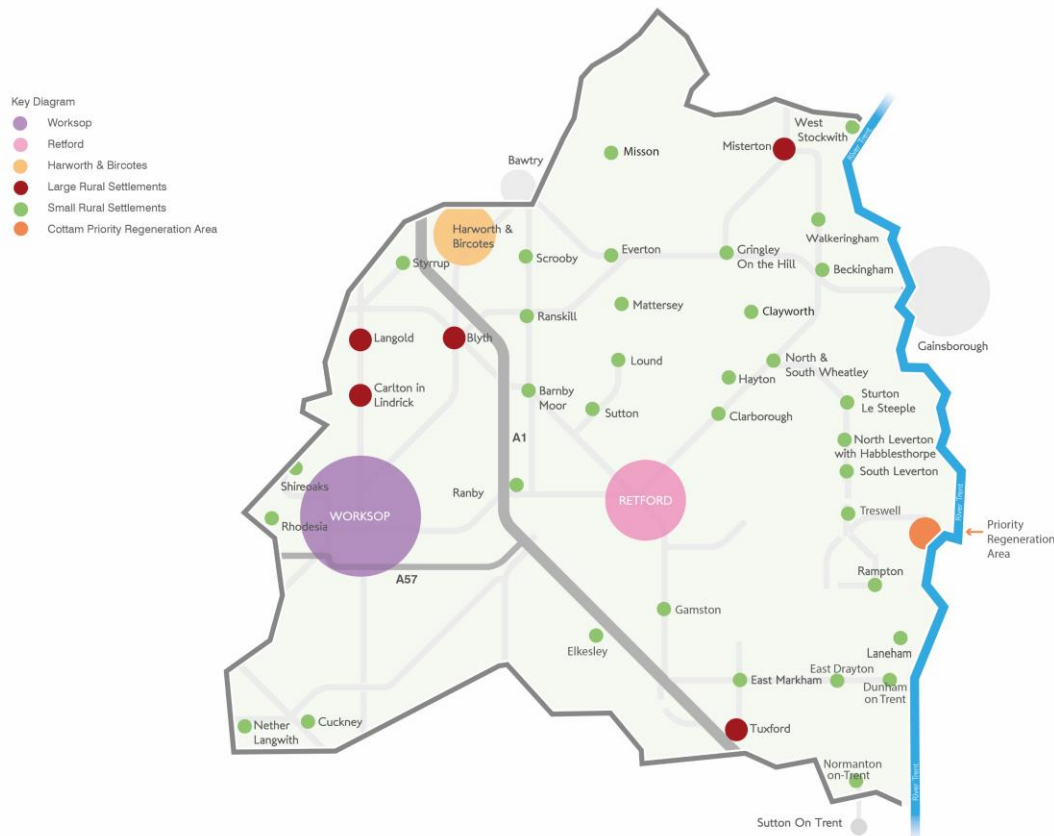 Key Diagram
Worksop
Retford
Harworth & Bircotes
Large Rural Settlements
Small Rural Settlements
Cottam Priority Regeneration Area
West
Stockwith
River Trent
Misterton
Misson
Bawtry
Harworth &
Bircotes
Walkeringham
Styrrup
Scrooby
Everton
Gringley
On the Hill
Beckingham
Mattersey
Ranskill
Clayworth
Gainsborough
Langold
Blyth
Lound
North &
South Wheatley
Hayton
Carlton in
Lindrick
Barnby
Moor
Sutton
Clarborough
Sturton
Le Steeple
A1
North Leverton
with Habblesthorpe
South Leverton
Shireoaks
Ranby
RETFORD
WORKSOP
Rhodesia
Treswell
River Trent
Priority
Regeneration
Area
A57
Rampton
Gamston
Elkesley
Laneham
East Drayton
East Markham
Dunham
on Trent
Nether
Langwith
Cuckney
Tuxford
Normanton
on-Trent
River Trent
Sutton On Trent